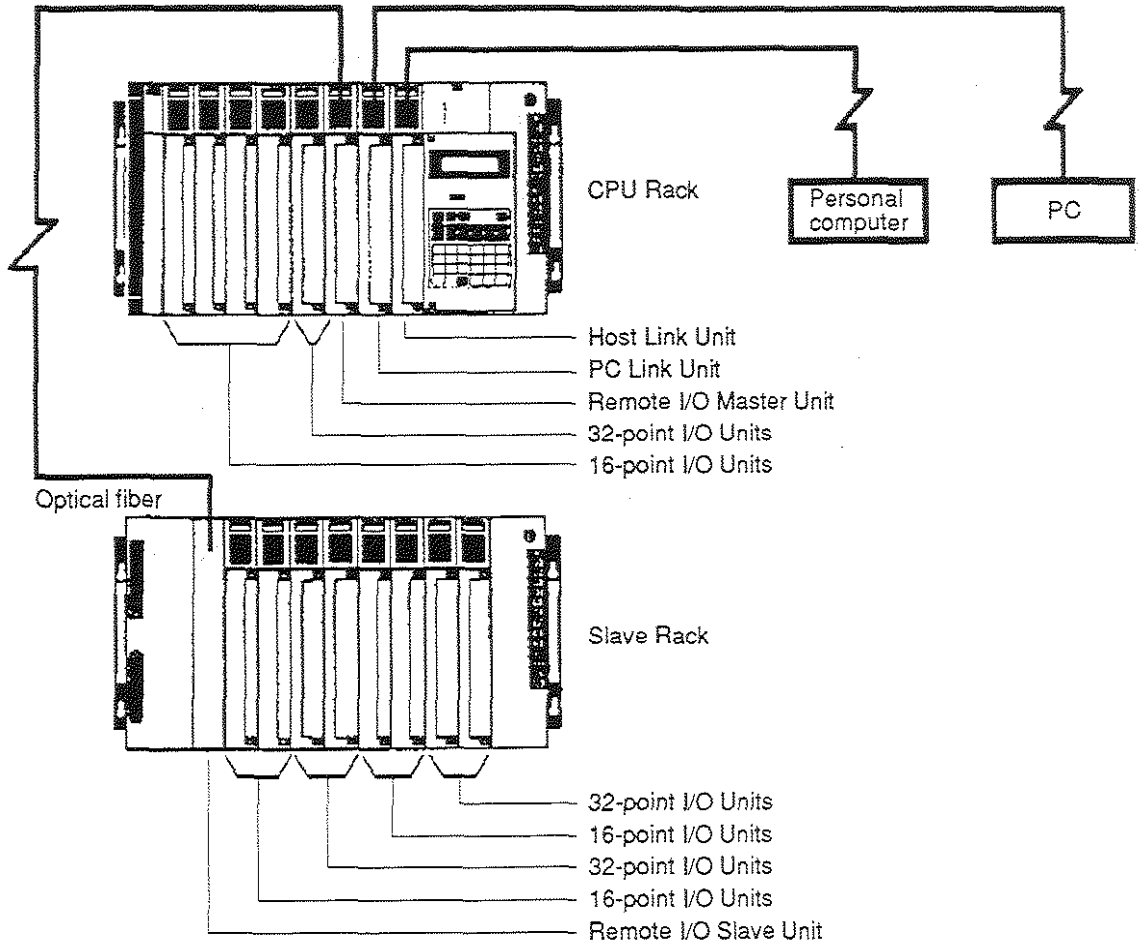 CPU Rack
Personal
computer
PC
Host Link Unit
PC Link Unit
Remote I/O Master Unit
32-point I/O Units
16-point I/O Units
Optical fiber
Slave Rack
32-point I/O Units
16-point I/O Units
32-point I/O Units
16-point I/O Units
Remote I/O Slave Unit